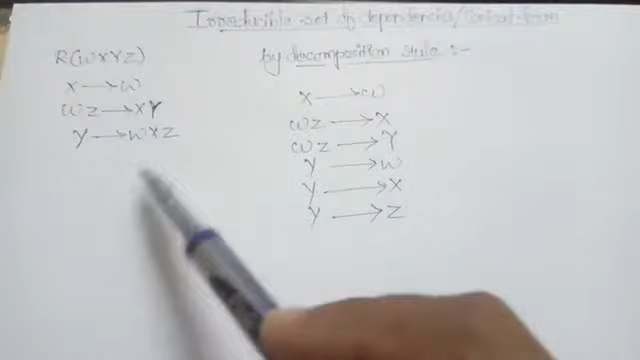 Irreducible set of dependencies/Canonical form
R(WXYZ)
X → W
WZ → XY
Y → WXZ
by decomposition rule :-
X → W
WZ → X
WZ → Y
Y → W
Y → X
Y → Z